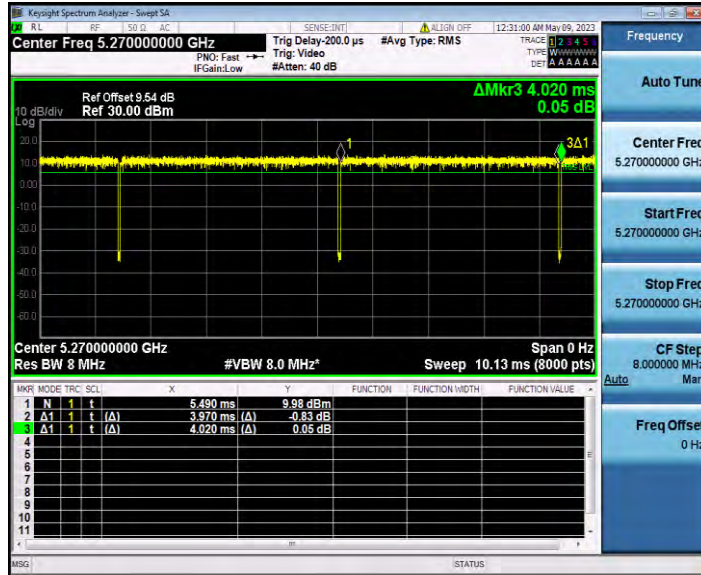 Keysight Spectrum Analyzer - Swept SA
RL RF 50 Ω AC SENSE:INT ALIGN OFF 12:31:00 AM May 09, 2023
Center Freq 5.270000000 GHz
PNO: Fast
IFGain:Low
Trig Delay-200.0 µs
Trig: Video
#Atten: 40 dB
#Avg Type: RMS
TRACE 1 2 3 4 5 6
TYPE W
DET A A A A A A
ΔMkr3 4.020 ms
0.05 dB
Ref Offset 9.54 dB
10 dB/div Ref 30.00 dBm
Log
20.0
10.0
0.00
-10.0
-20.0
-30.0
-40.0
-50.0
-60.0
1
3Δ1
Center 5.270000000 GHz Span 0 Hz
Res BW 8 MHz #VBW 8.0 MHz* Sweep 10.13 ms (8000 pts)
MKR MODE TRC SCL X Y FUNCTION FUNCTION WIDTH FUNCTION VALUE
1 N 1 t 5.490 ms 9.98 dBm
2 Δ1 1 t (Δ) 3.970 ms (Δ) -0.83 dB
3 Δ1 1 t (Δ) 4.020 ms (Δ) 0.05 dB
4
5
6
7
8
9
10
11
MSG STATUS
Frequency
Auto Tune
Center Freq
5.270000000 GHz
Start Freq
5.270000000 GHz
Stop Freq
5.270000000 GHz
CF Step
8.000000 MHz
Auto Man
Freq Offset
0 Hz